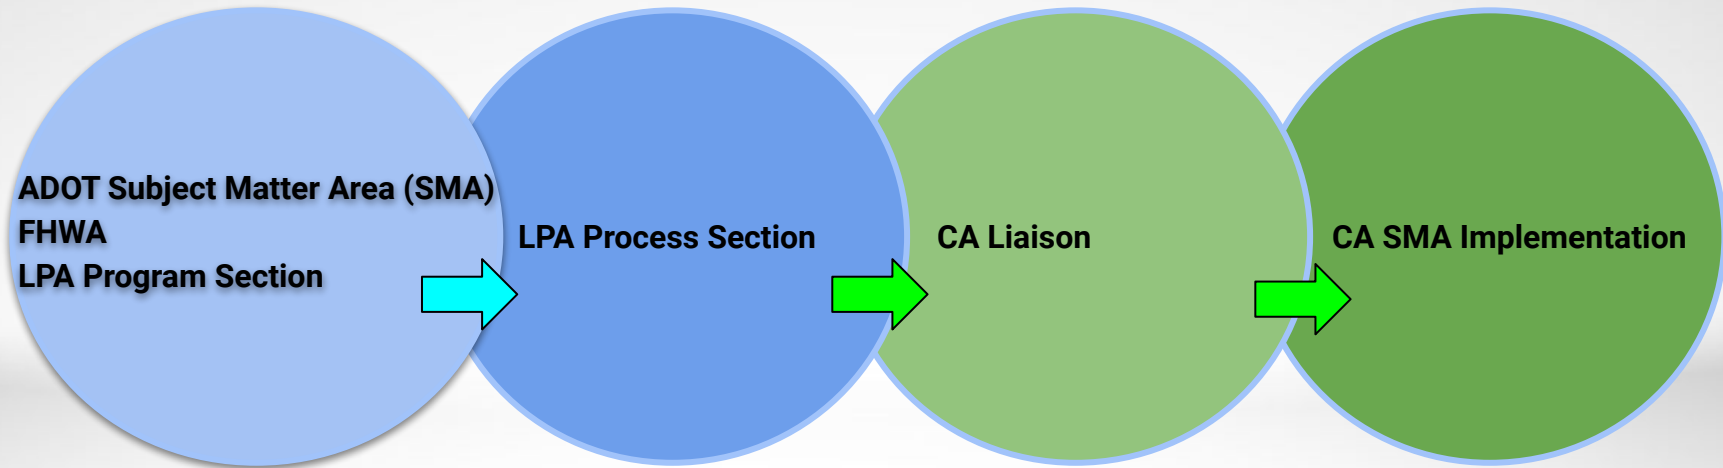 ADOT Subject Matter Area (SMA)
FHWA
LPA Program Section
LPA Process Section
CA Liaison
CA SMA Implementation